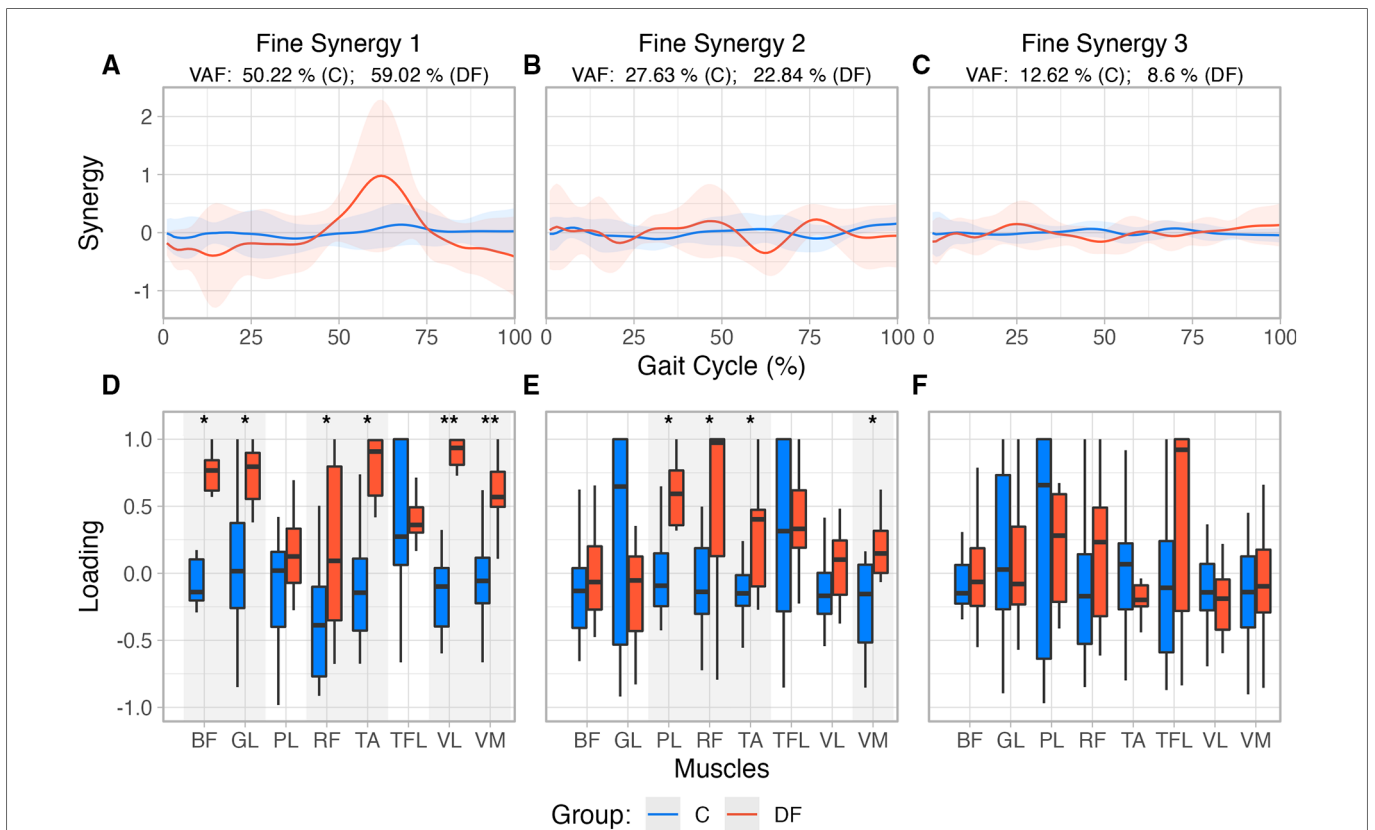 Fine Synergy 1 Fine Synergy 2 Fine Synergy 3
A VAF: 50.22 % (C); 59.02 % (DF) B VAF: 27.63 % (C); 22.84 % (DF) C VAF: 12.62 % (C); 8.6 % (DF)
2
1
0
-1
Synergy
0 25 50 75 100 0 25 50 75 100 0 25 50 75 100
Gait Cycle (%)
D E F
* * * * ** ** * * * *
1.0
0.5
0.0
-0.5
-1.0
Loading
BF GL PL RF TA TFL VL VM BF GL PL RF TA TFL VL VM BF GL PL RF TA TFL VL VM
Muscles
Group: C DF